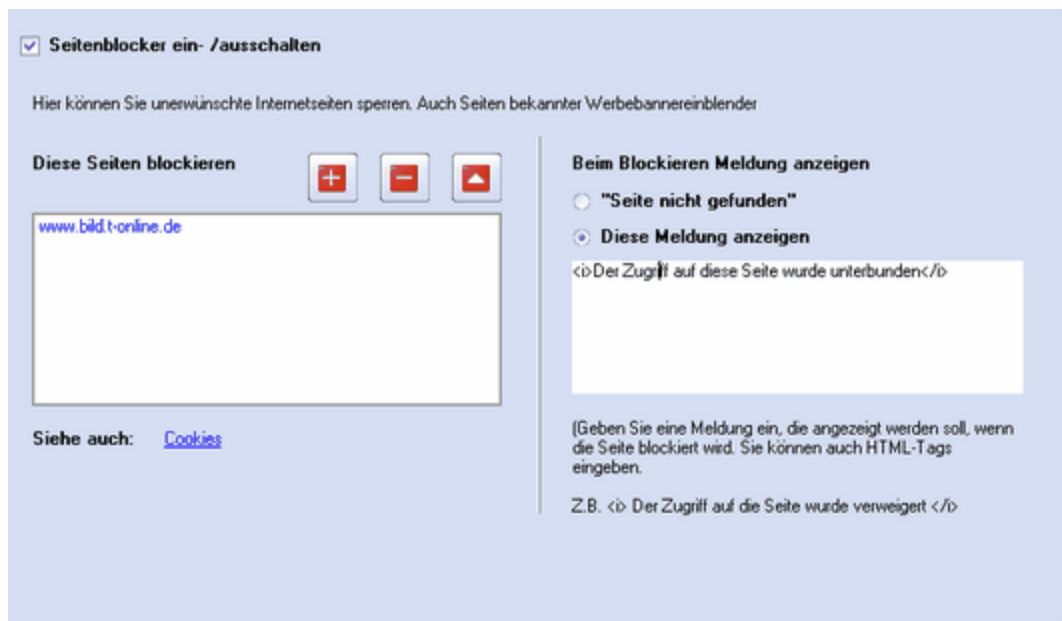 Seitenblocker ein- /ausschalten
Hier können Sie unerwünschte Internetseiten sperren. Auch Seiten bekannter Werbebannereinblender
Diese Seiten blockieren
www.bild.t-online.de
Siehe auch: Cookies
Beim Blockieren Meldung anzeigen
"Seite nicht gefunden"
Diese Meldung anzeigen
<i>Der Zugriff auf diese Seite wurde unterbunden</i>
(Geben Sie eine Meldung ein, die angezeigt werden soll, wenn
die Seite blockiert wird. Sie können auch HTML-Tags
eingeben.
Z.B. <i> Der Zugriff auf die Seite wurde verweigert </i>